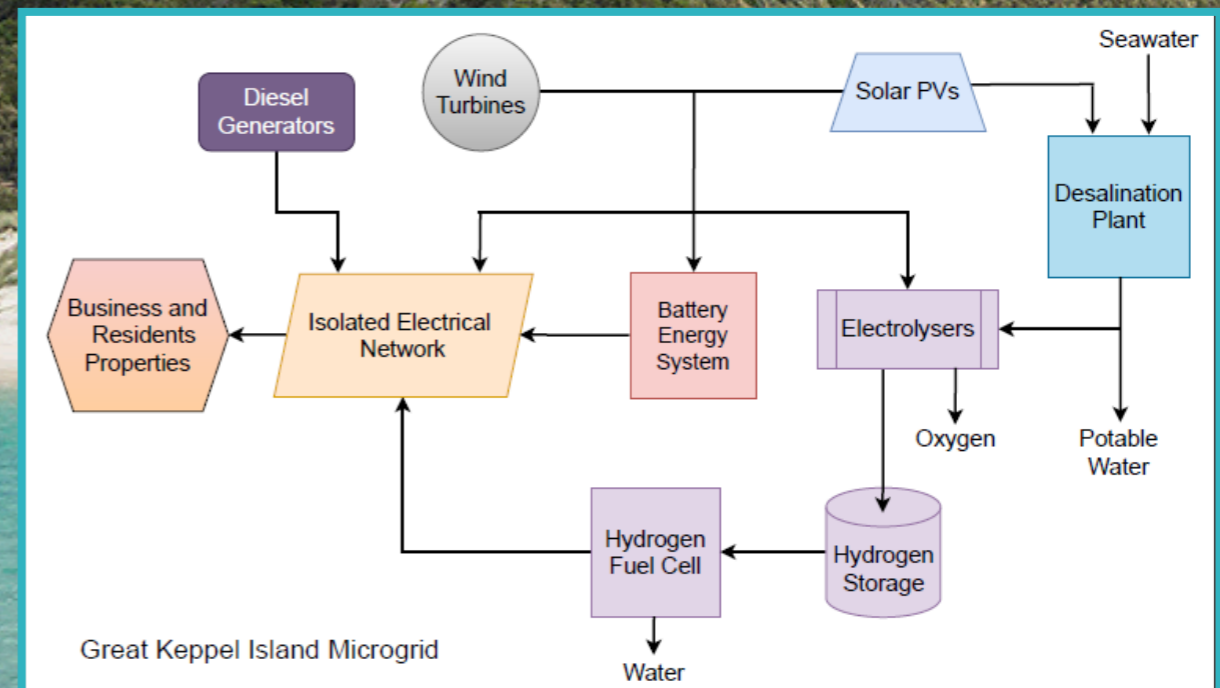 Seawater
Wind
Turbines
Solar PVs
Diesel
Generators
Desalination
Plant
Business and
Residents
Properties
Isolated Electrical
Network
Battery
Energy
System
Electrolysers
Oxygen
Potable
Water
Hydrogen
Fuel Cell
Hydrogen
Storage
Great Keppel Island Microgrid
Water